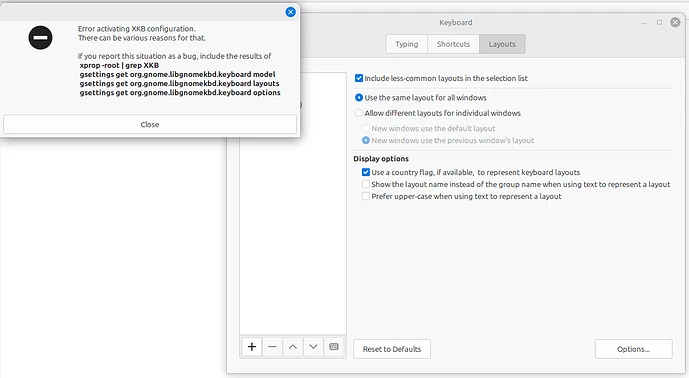 Error activating XKB configuration.
There can be various reasons for that.
If you report this situation as a bug, include the results of
xprop -root | grep XKB
gsettings get org.gnome.libgnomekbd.keyboard model
gsettings get org.gnome.libgnomekbd.keyboard layouts
gsettings get org.gnome.libgnomekbd.keyboard options
Close
Keyboard
Typing
Shortcuts
Layouts
)
Include less-common layouts in the selection list
Use the same layout for all windows
Allow different layouts for individual windows
New windows use the default layout
New windows use the previous window's layout
Display options
Use a country flag, if available, to represent keyboard layouts
Show the layout name instead of the group name when using text to represent a layout
Prefer upper-case when using text to represent a layout
Reset to Defaults
Options...